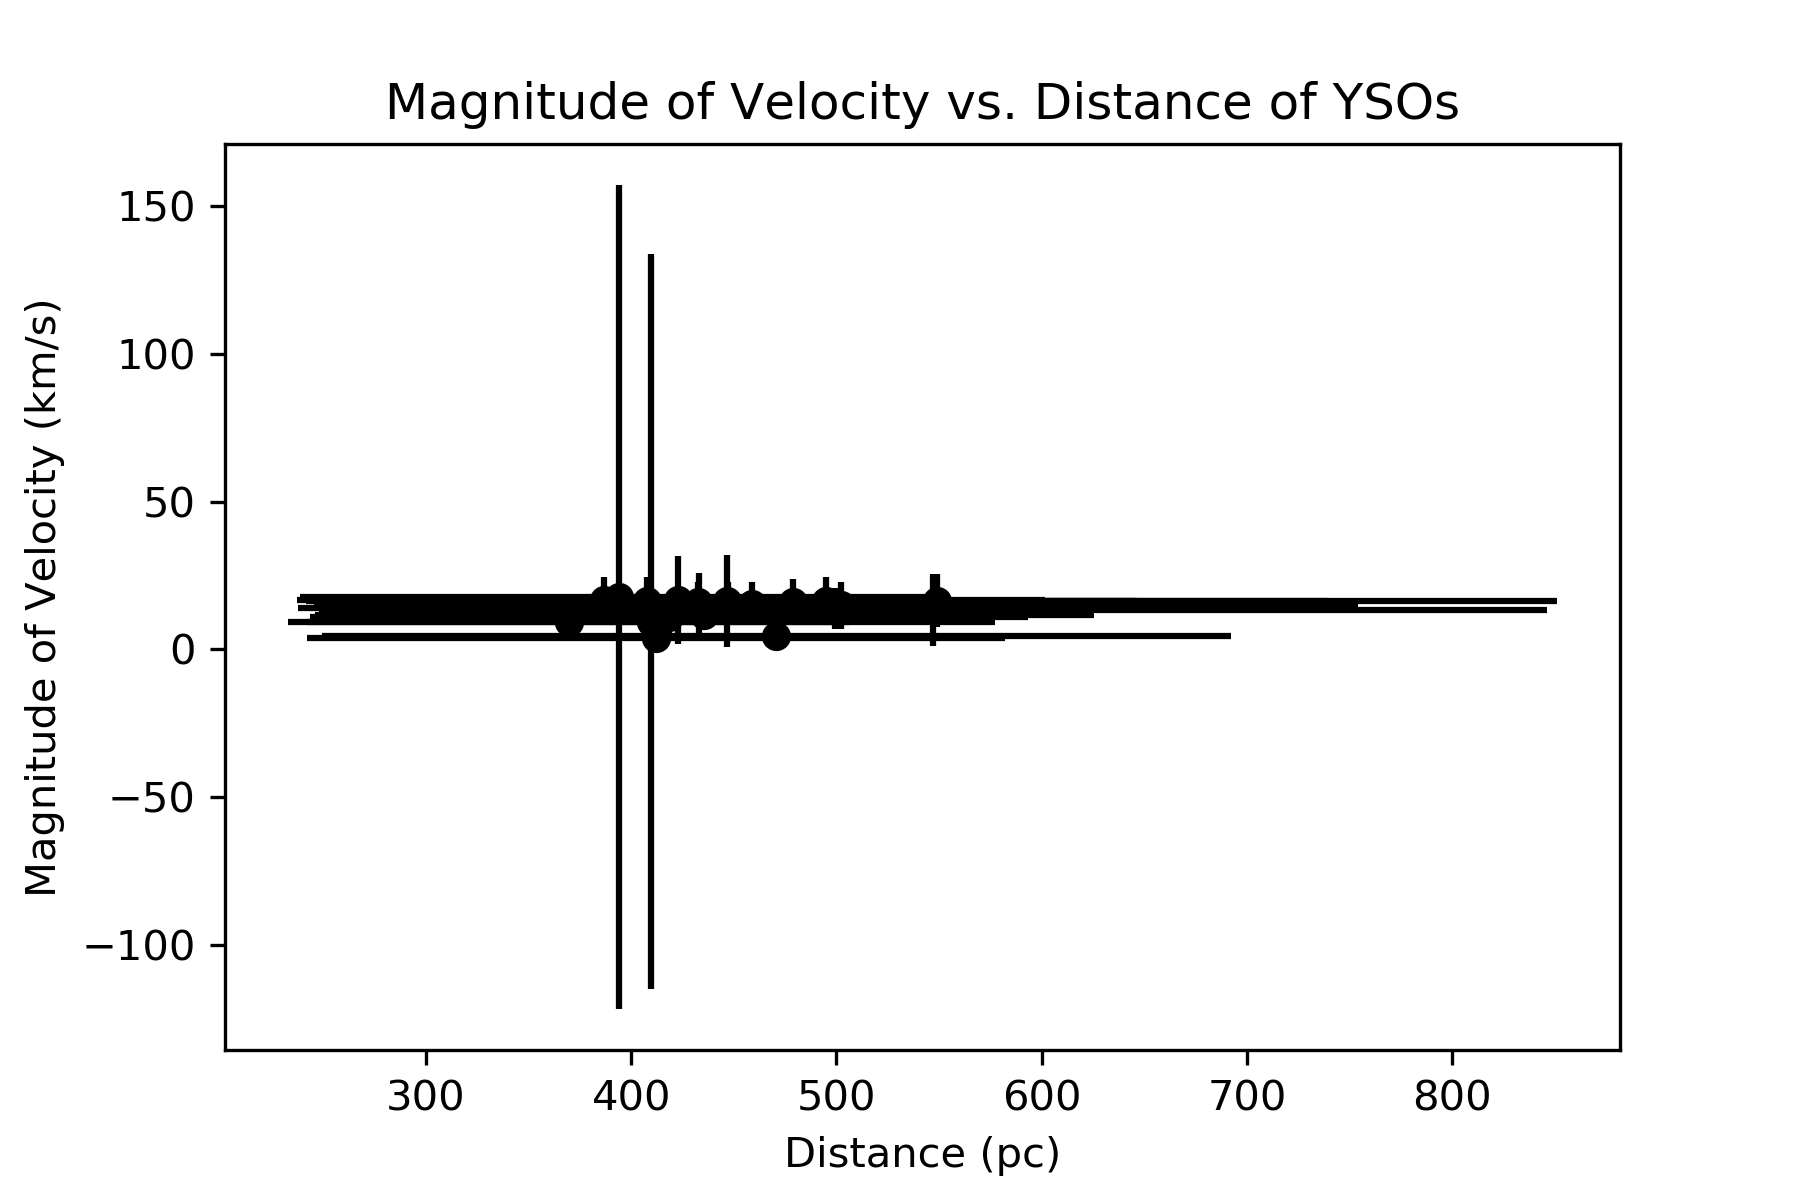 Magnitude of Velocity vs. Distance of YSOs
Magnitude of Velocity (km/s)
150
100
50
0
−50
−100
300 400 500 600 700 800
Distance (pc)